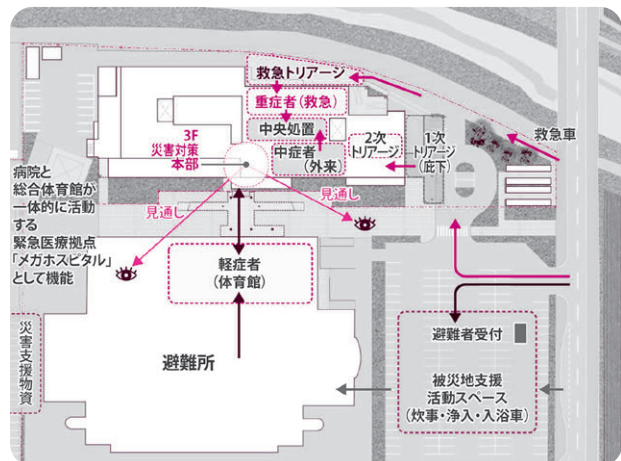 救急トリアージ
重症者（救急）
中央処置
中症者
（外来）
2次
トリアージ
1次
トリアージ
（庇下）
救急車
3F
災害対策
本部
病院と
総合体育館が
一体的に活動
する
緊急医療拠点
「メガホスピタル」
として機能
見通し
見通し
軽症者
（体育館）
避難所
災害支援物資
避難者受付
被災地支援
活動スペース
（炊事・浄入・入浴車）